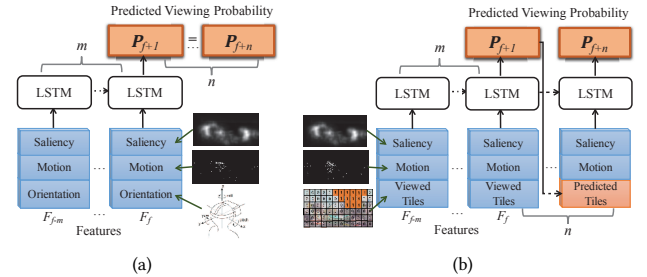 Predicted Viewing Probability
P_{f+1} = ... P_{f+n}
m
n
LSTM ... LSTM
Saliency Saliency
Motion ... Motion
Orientation Orientation
F_{f-m} ... F_f
Features
(a)
Predicted Viewing Probability
P_{f+1} P_{f+n}
m
LSTM ... LSTM LSTM
Saliency Saliency Saliency
Motion ... Motion ... Motion
Viewed Tiles Viewed Tiles Predicted Tiles
F_{f-m} ... F_f
n
Features
(b)